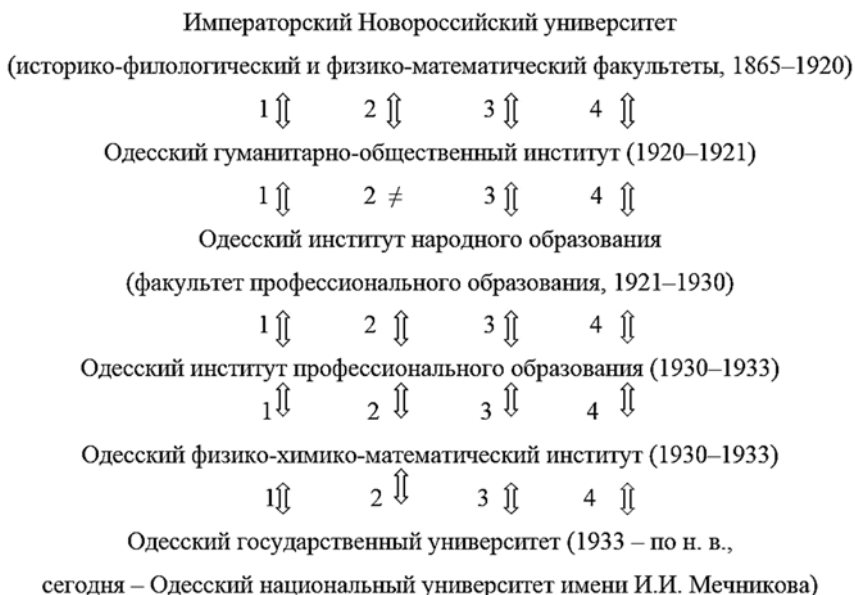 Императорский Новороссийский университет
(историко-филологический и физико-математический факультеты, 1865–1920)
1 ⇕ 2 ⇕ 3 ⇕ 4 ⇕
Одесский гуманитарно-общественный институт (1920–1921)
1 ⇕ 2 ≠ 3 ⇕ 4 ⇕
Одесский институт народного образования
(факультет профессионального образования, 1921–1930)
1 ⇕ 2 ⇕ 3 ⇕ 4 ⇕
Одесский институт профессионального образования (1930–1933)
1 ⇕ 2 ⇕ 3 ⇕ 4 ⇕
Одесский физико-химико-математический институт (1930–1933)
1 ⇕ 2 ⇕ 3 ⇕ 4 ⇕
Одесский государственный университет (1933 – по н. в.,
сегодня – Одесский национальный университет имени И.И. Мечникова)